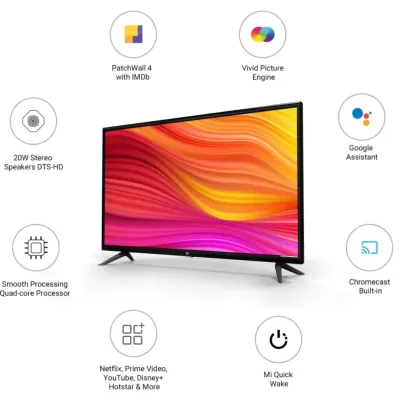 PatchWall 4
with IMDb
Vivid Picture
Engine
20W Stereo
Speakers DTS-HD
Google
Assistant
Smooth Processing
Quad-core Processor
Chromecast
Built-in
Netflix, Prime Video,
YouTube, Disney+
Hotstar & More
Mi Quick
Wake